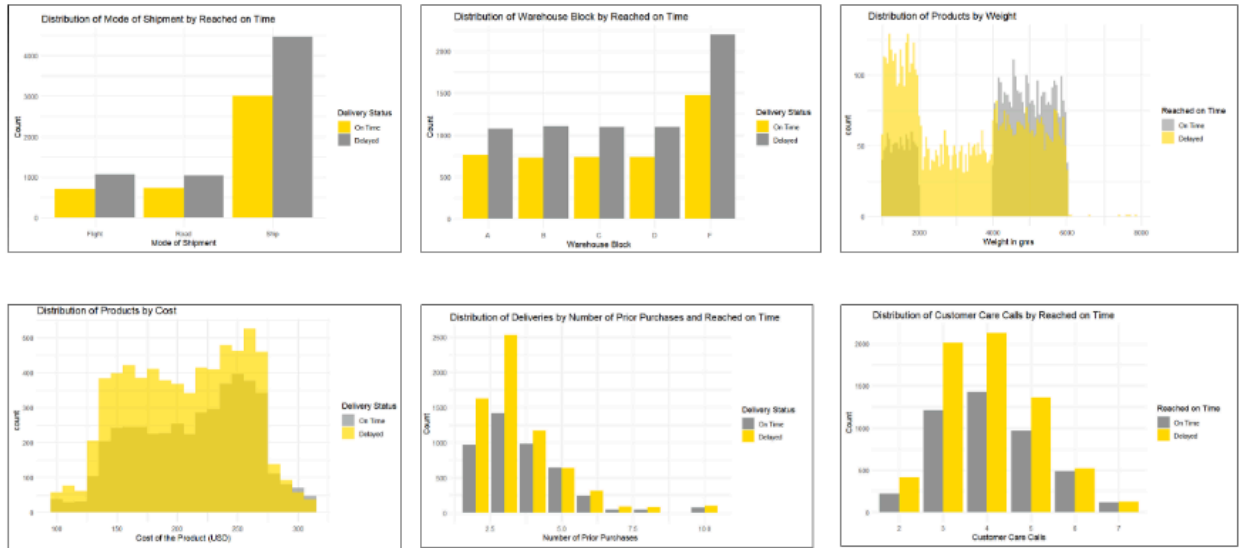 Distribution of Mode of Shipment by Reached on Time
4000
3000
2000
1000
0
Count
Flight
Road
Ship
Mode of Shipment
Delivery Status
On Time
Delayed
Distribution of Warehouse Block by Reached on Time
2000
1500
1000
500
0
Count
A
B
C
D
F
Warehouse Block
Delivery Status
On Time
Delayed
Distribution of Products by Weight
100
50
0
count
2000
4000
6000
8000
Weight in gms
Reached on Time
On Time
Delayed
Distribution of Products by Cost
500
400
300
200
100
0
count
100
150
200
250
300
Cost of the Product (USD)
Delivery Status
On Time
Delayed
Distribution of Deliveries by Number of Prior Purchases and Reached on Time
2500
2000
1500
1000
500
0
count
2.5
5.0
7.5
10.0
Number of Prior Purchases
Delivery Status
On Time
Delayed
Distribution of Customer Care Calls by Reached on Time
2000
1500
1000
500
0
Count
2
3
4
5
6
7
Customer Care Calls
Reached on Time
On Time
Delayed